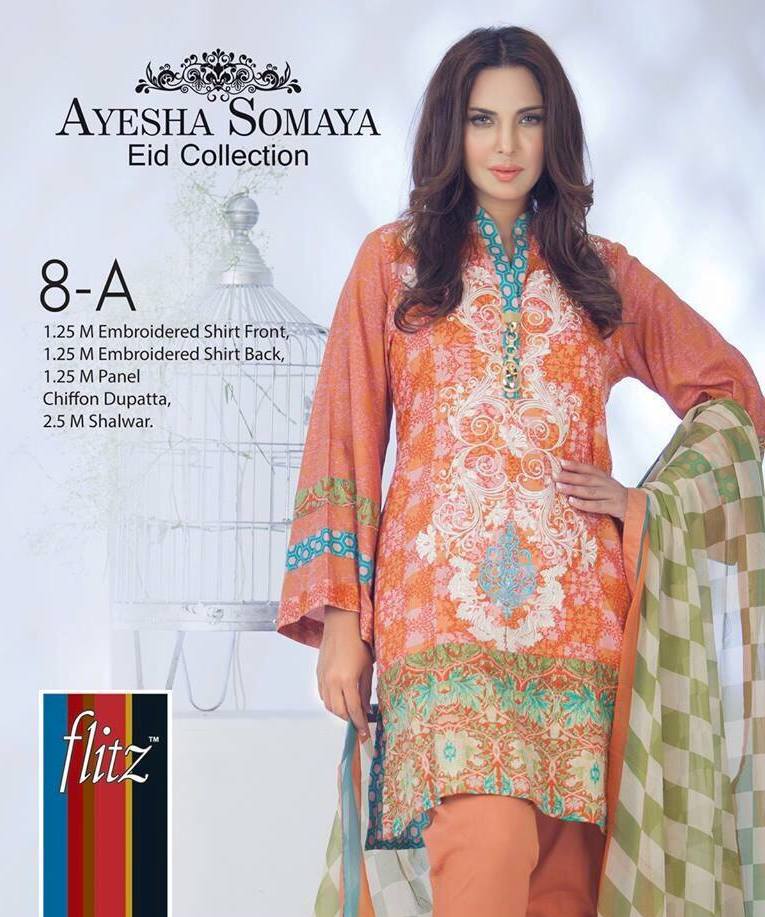 AYESHA SOMAYA
Eid Collection
8-A
1.25 M Embroidered Shirt Front,
1.25 M Embroidered Shirt Back,
1.25 M Panel
Chiffon Dupatta,
2.5 M Shalwar.
flitz™